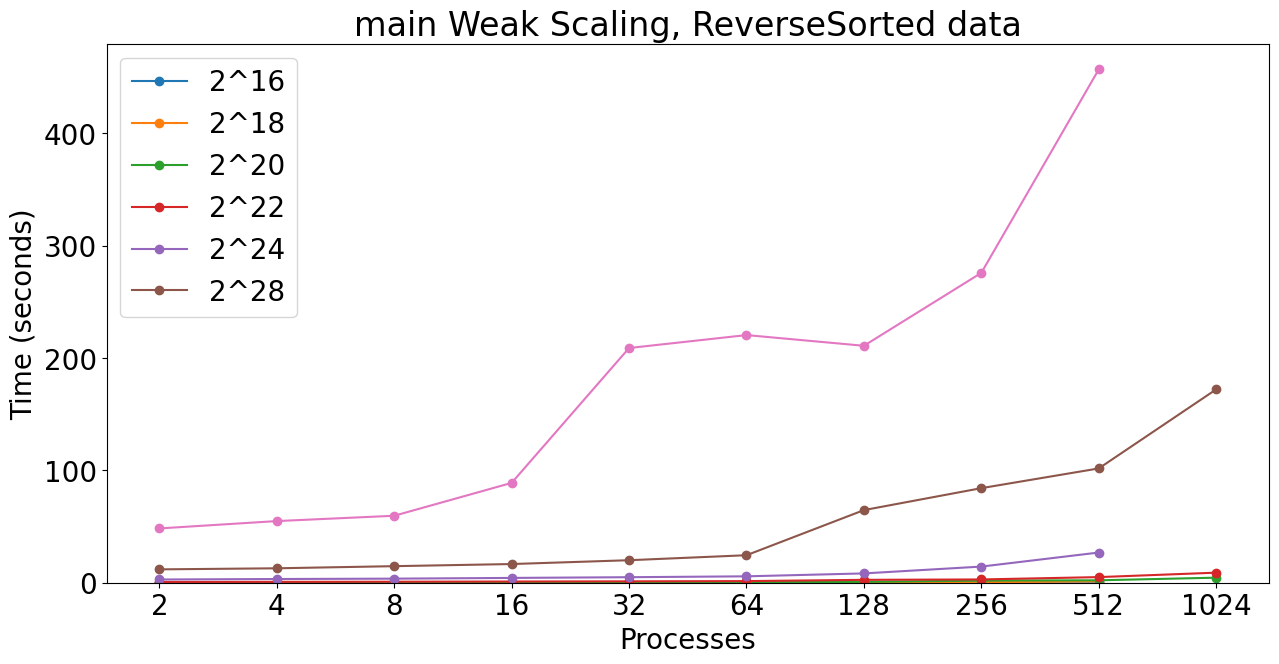 main Weak Scaling, ReverseSorted data
2^16
2^18
2^20
2^22
2^24
2^28
Time (seconds)
400
300
200
100
0
2 4 8 16 32 64 128 256 512 1024
Processes